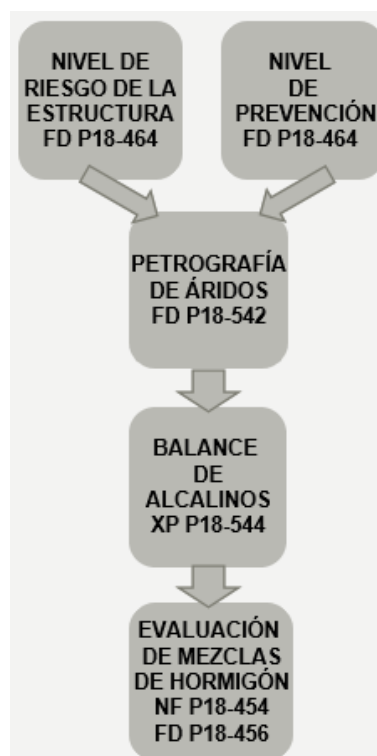 NIVEL DE
RIESGO DE LA
ESTRUCTURA
FD P18-464
NIVEL
DE
PREVENCIÓN
FD P18-464
PETROGRAFÍA
DE ÁRIDOS
FD P18-542
BALANCE
DE
ALCALINOS
XP P18-544
EVALUACIÓN
DE MEZCLAS
DE HORMIGÓN
NF P18-454
FD P18-456